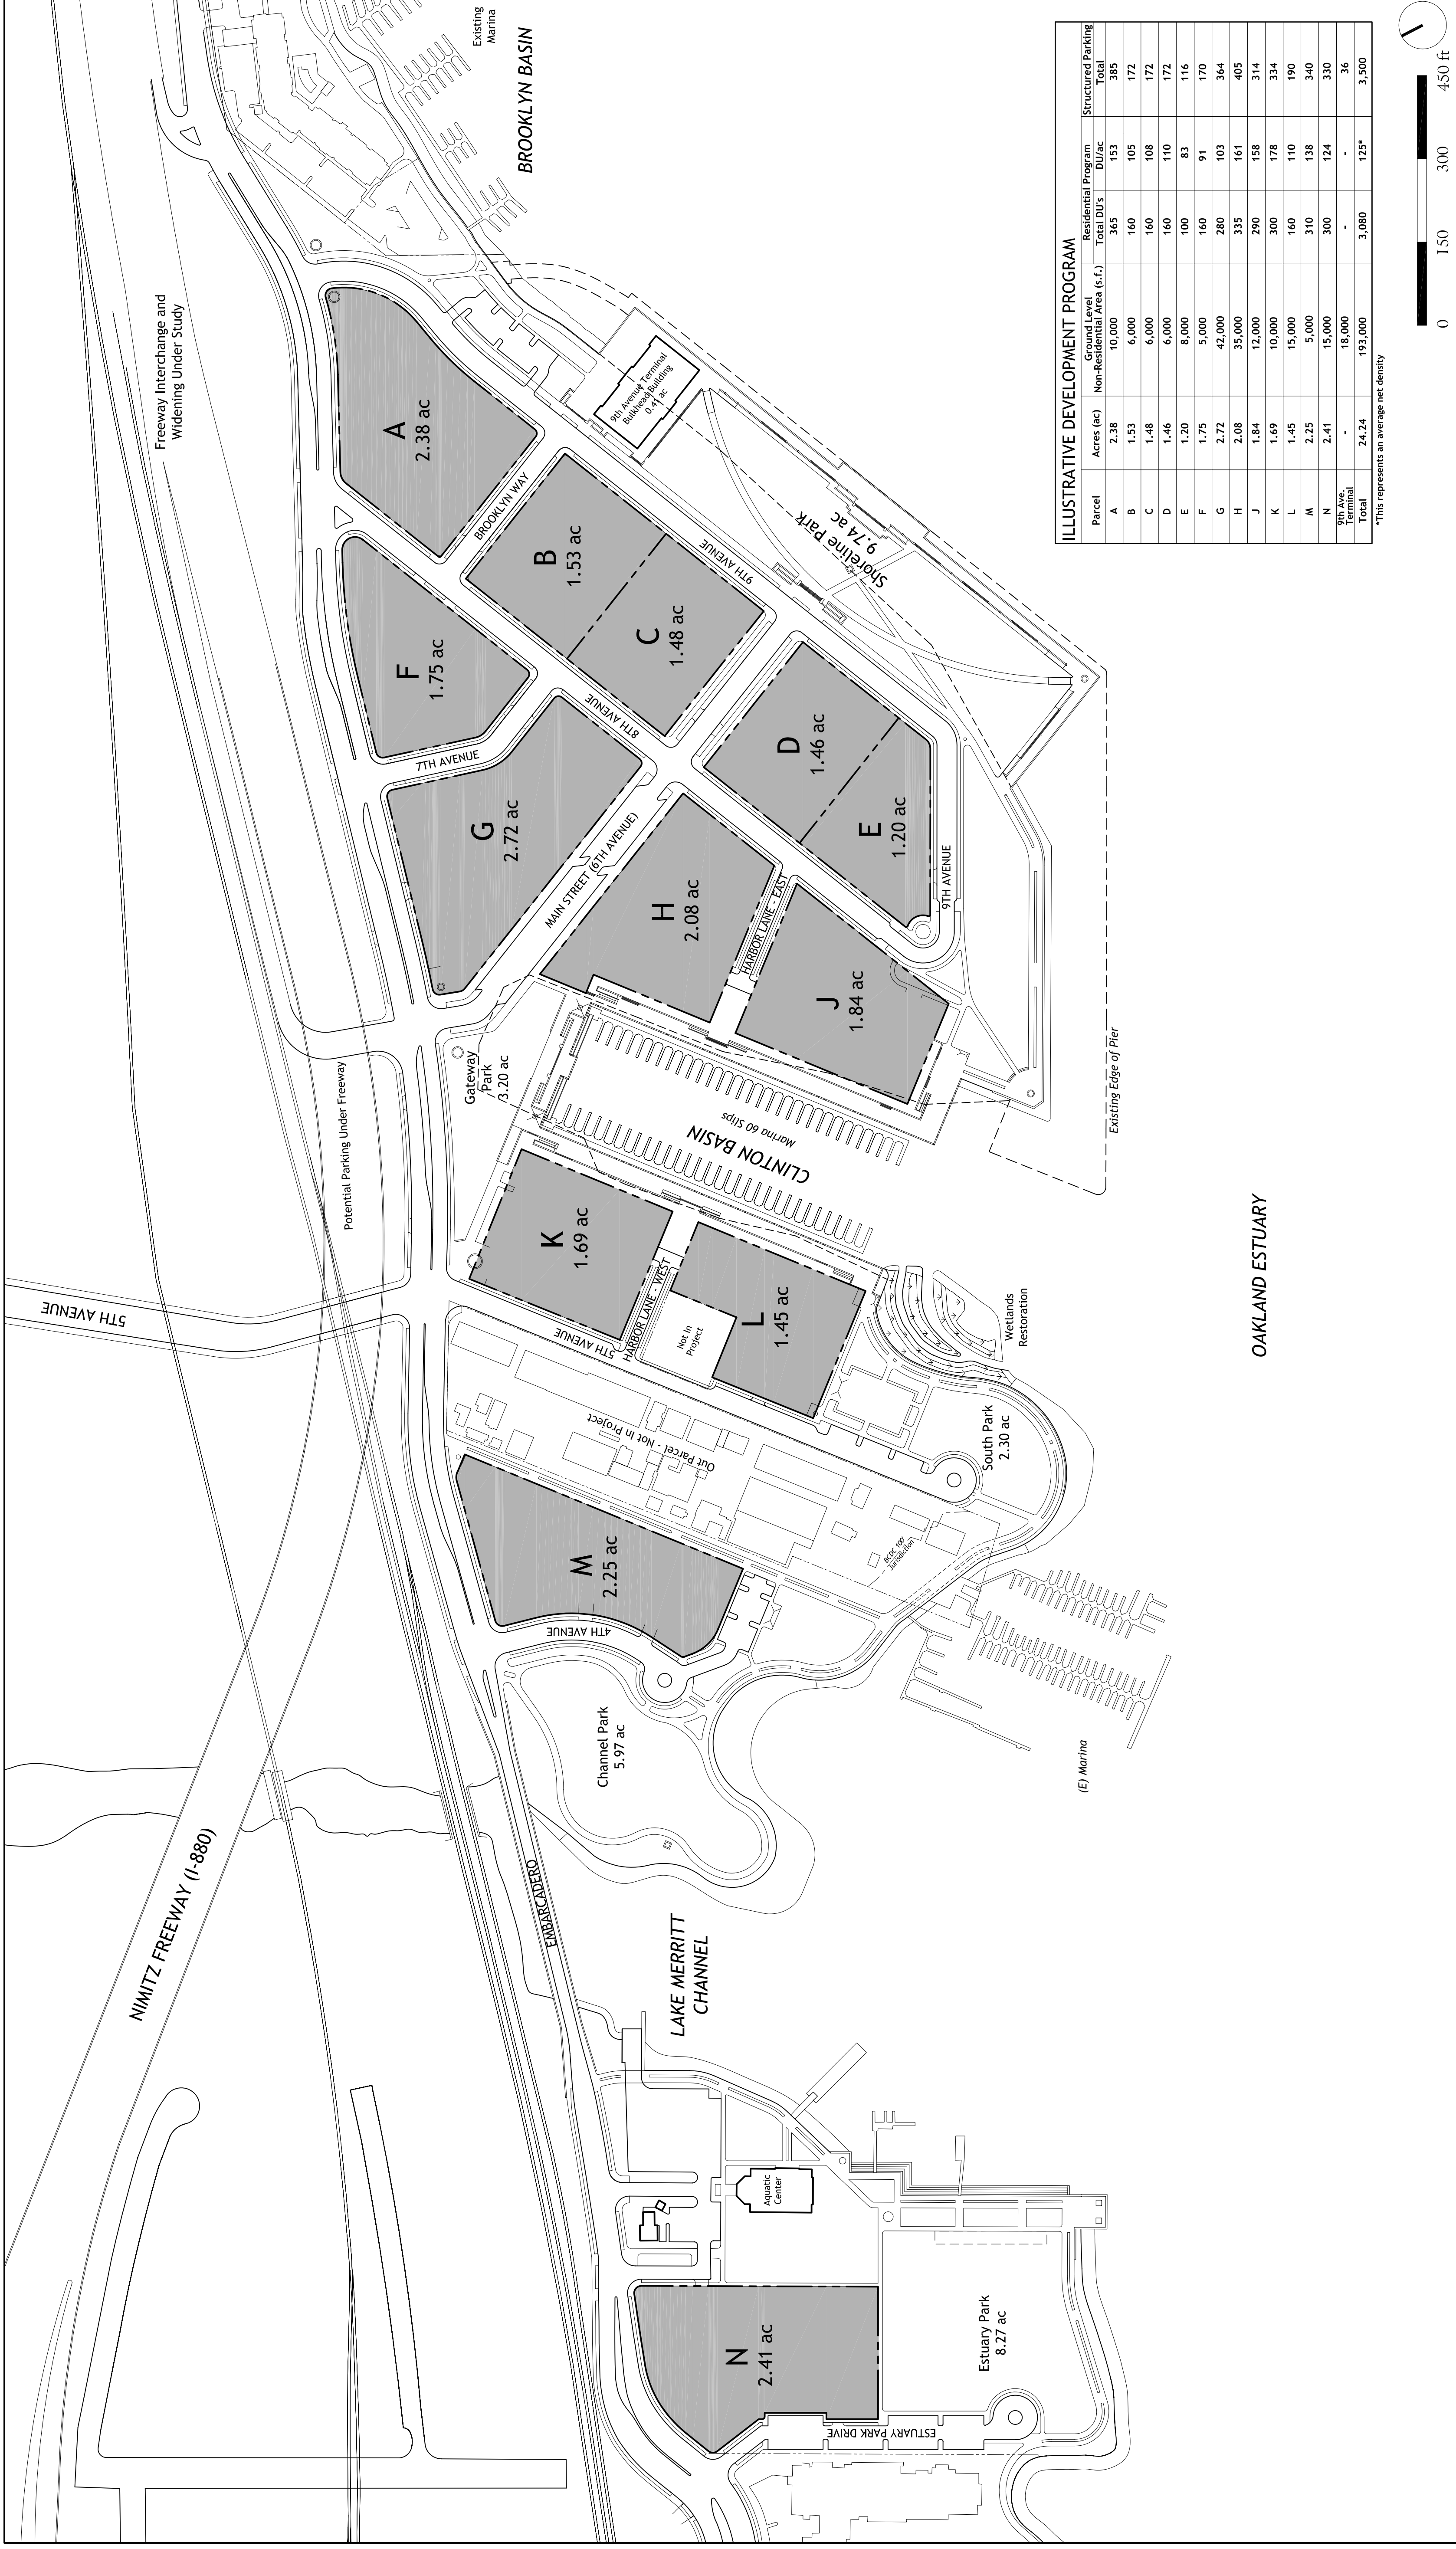 NIMITZ FREEWAY (I-880)
5TH AVENUE
Freeway Interchange and
Widening Under Study
Potential Parking Under Freeway
Existing
Marina
BROOKLYN BASIN
A
2.38 ac
BROOKLYN WAY
B
1.53 ac
C
1.48 ac
9TH AVENUE
F
1.75 ac
7TH AVENUE
8TH AVENUE
G
2.72 ac
MAIN STREET (6TH AVENUE)
D
1.46 ac
E
1.20 ac
9TH AVENUE
H
2.08 ac
HARBOR LANE - EAST
J
1.84 ac
9th Avenue Terminal
Bulkhead Building
0.41 ac
Shoreline Park
9.74 ac
Gateway
Park
3.20 ac
CLINTON BASIN
Marina 60 Slips
Existing Edge of Pier
K
1.69 ac
HARBOR LANE - WEST
5TH AVENUE
Not In
Project
L
1.45 ac
Wetlands
Restoration
South Park
2.30 ac
Out Parcel - Not In Project
BCDC 100'
Jurisdiction
M
2.25 ac
4TH AVENUE
Channel Park
5.97 ac
(E) Marina
EMBARCADERO
LAKE MERRITT
CHANNEL
OAKLAND ESTUARY
Aquatic
Center
N
2.41 ac
Estuary Park
8.27 ac
ESTUARY PARK DRIVE
ILLUSTRATIVE DEVELOPMENT PROGRAM
Ground Level Residential Program Structured Parking
Parcel Acres (ac) Non-Residential Area (s.f.) Total DU's DU/ac Total
A 2.38 10,000 365 153 385
B 1.53 6,000 160 105 172
C 1.48 6,000 160 108 172
D 1.46 6,000 160 110 172
E 1.20 8,000 100 83 116
F 1.75 5,000 160 91 170
G 2.72 42,000 280 103 364
H 2.08 35,000 335 161 405
J 1.84 12,000 290 158 314
K 1.69 10,000 300 178 334
L 1.45 15,000 160 110 190
M 2.25 5,000 310 138 340
N 2.41 15,000 300 124 330
9th Ave.
Terminal - 18,000 - - 36
Total 24.24 193,000 3,080 125* 3,500
*This represents an average net density
0 150 300 450 ft